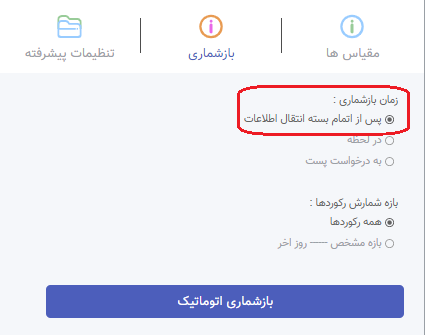 مقیاس ها
بازشماری
تنظیمات پیشرفته
زمان بازشماری :
پس از اتمام بسته انتقال اطلاعات
در لحظه
به درخواست پست
بازه شمارش رکوردها :
همه رکوردها
بازه مشخص ----- روز اخر
بازشماری اتوماتیک